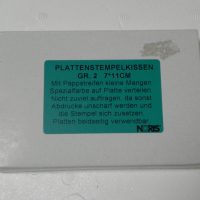 PLATTENSTEMPELKISSEN
GR. 2 7*11CM
Mit Pappstreifen kleine Mengen
Spezialfarbe auf Platte verteilen.
Nicht zuviel auftragen, da sonst
Abdrucke unscharf werden und
die Stempel sich zusetzen.
Platten beidseitig verwendbar.
NORIS